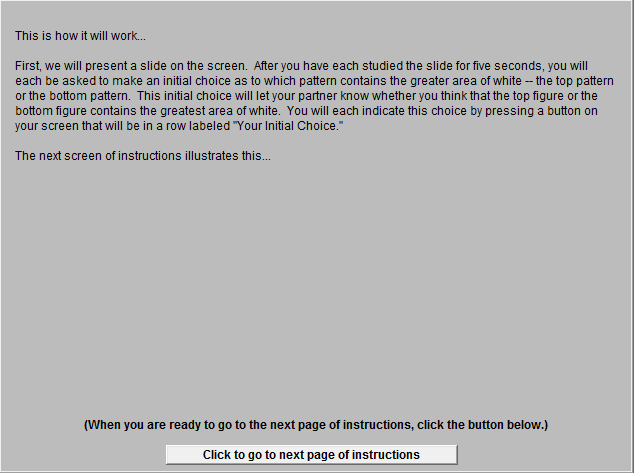 This is how it will work...
First, we will present a slide on the screen.  After you have each studied the slide for five seconds, you will
each be asked to make an initial choice as to which pattern contains the greater area of white -- the top pattern
or the bottom pattern.  This initial choice will let your partner know whether you think that the top figure or the
bottom figure contains the greatest area of white.  You will each indicate this choice by pressing a button on
your screen that will be in a row labeled "Your Initial Choice."
The next screen of instructions illustrates this...
(When you are ready to go to the next page of instructions, click the button below.)
Click to go to next page of instructions